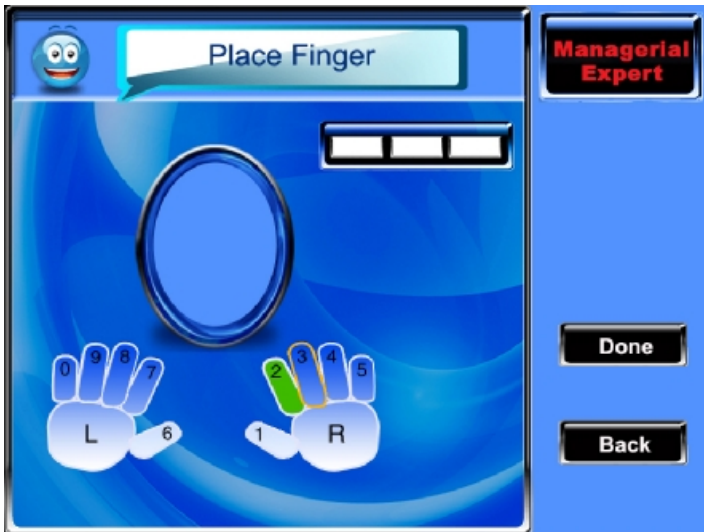 Place Finger
Managerial
Expert
0 9 8 7 6 L
1 2 3 4 5 R
Done
Back